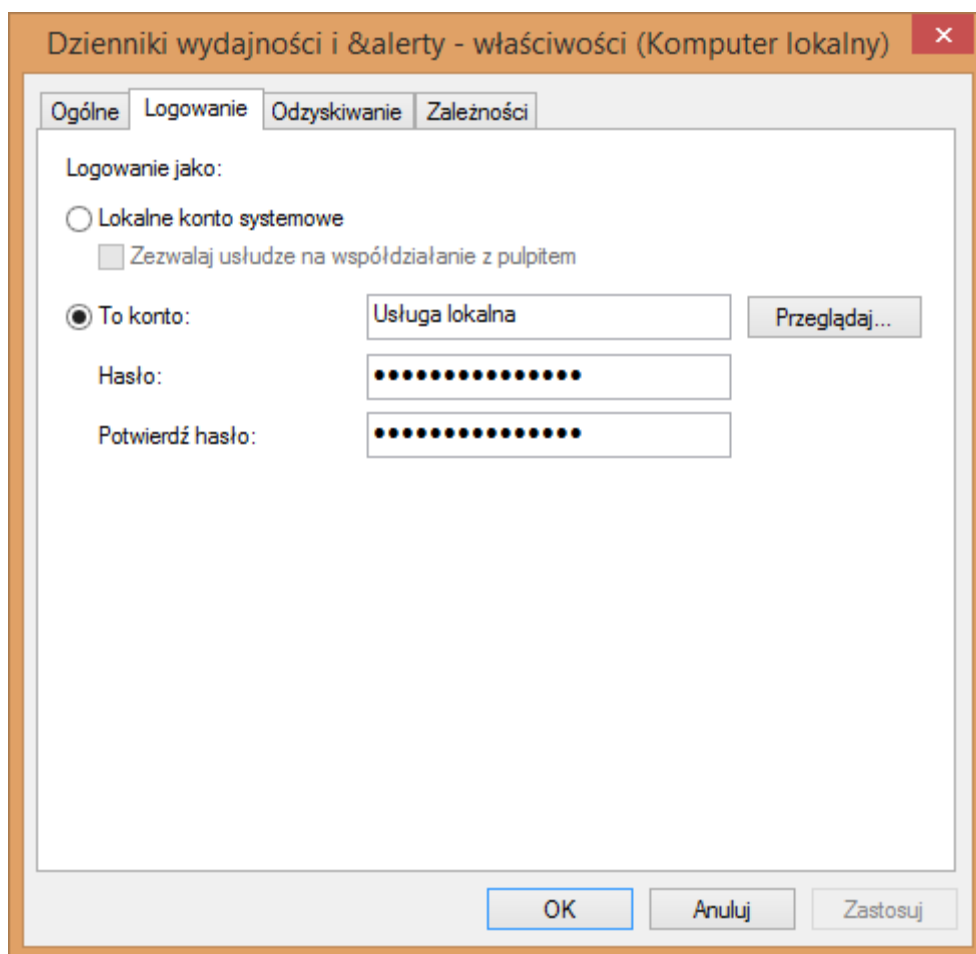 Dzienniki wydajności i &alerty - właściwości (Komputer lokalny)
Ogólne Logowanie Odzyskiwanie Zależności
Logowanie jako:
Lokalne konto systemowe
Zezwalaj usłudze na współdziałanie z pulpitem
To konto: Usługa lokalna Przeglądaj...
Hasło: •••••••••••••••
Potwierdź hasło: •••••••••••••••
OK Anuluj Zastosuj